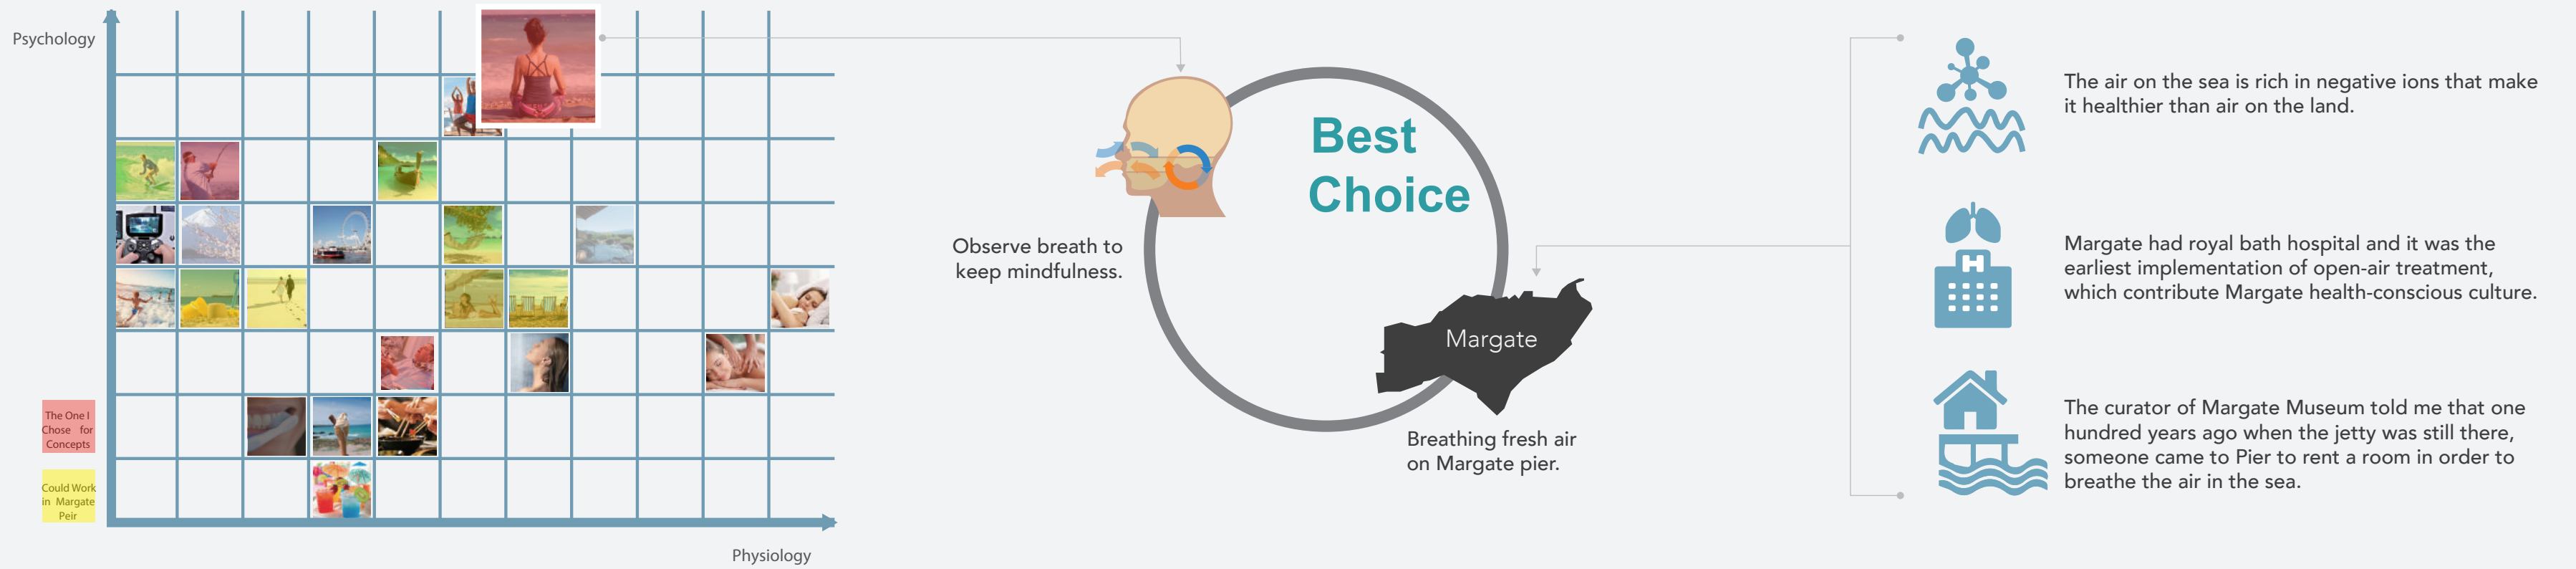 Psychology
The One I
Chose for
Concepts
Could Work
in Margate
Peir
Physiology
Observe breath to
keep mindfulness.
Best
Choice
Margate
Breathing fresh air
on Margate pier.
The air on the sea is rich in negative ions that make
it healthier than air on the land.
H
Margate had royal bath hospital and it was the
earliest implementation of open-air treatment,
which contribute Margate health-conscious culture.
The curator of Margate Museum told me that one
hundred years ago when the jetty was still there,
someone came to Pier to rent a room in order to
breathe the air in the sea.